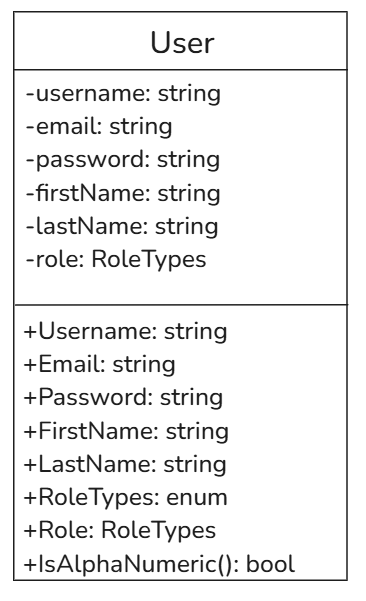 User
-username: string
-email: string
-password: string
-firstName: string
-lastName: string
-role: RoleTypes
+Username: string
+Email: string
+Password: string
+FirstName: string
+LastName: string
+RoleTypes: enum
+Role: RoleTypes
+IsAlphaNumeric(): bool